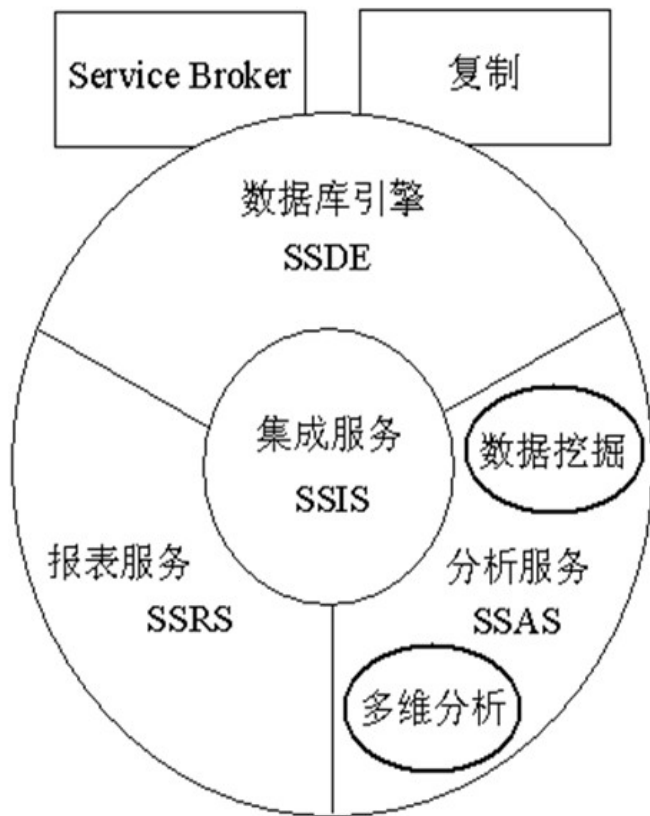 Service Broker
复制
数据库引擎
SSDE
集成服务
SSIS
数据挖掘
报表服务
SSRS
分析服务
SSAS
多维分析